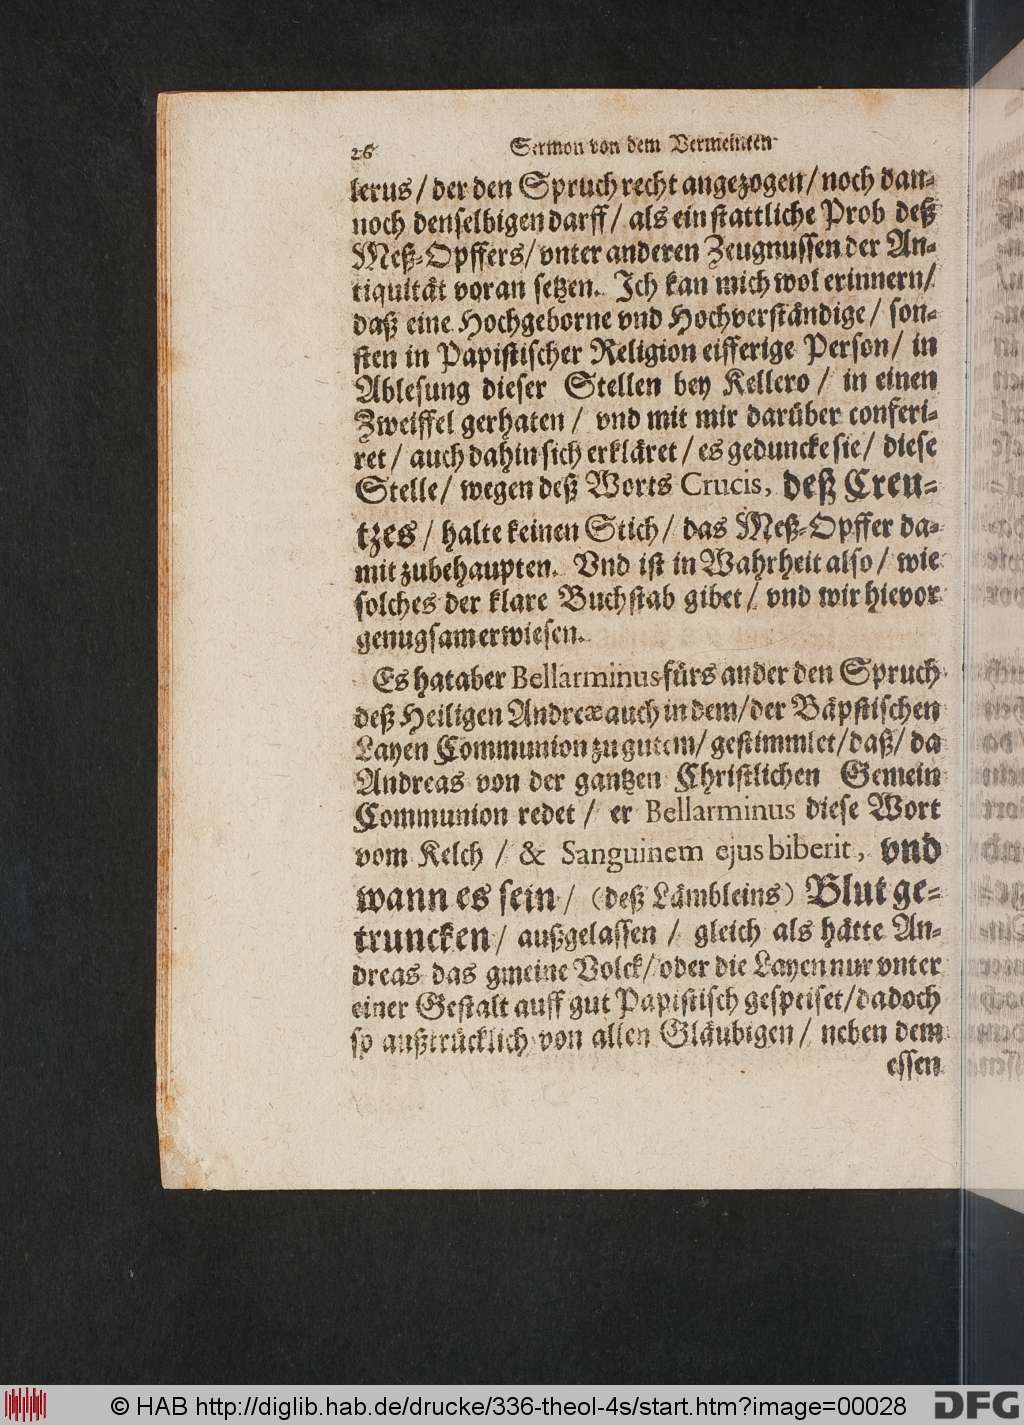 26 Sermon von dem Vermeinten
lerus / der den Spruch recht angezogen / noch dan-
noch denselbigen darff / als ein stattliche Prob deß
Meß-Opffers / vnter anderen Zeugnussen der An-
tiquität voran setzen. Ich kan mich wol erinnern /
daß eine Hochgeborne vnd Hochverständige / son-
sten in Papistischer Religion eifferige Person / in
Ablesung dieser Stellen bey Kellero / in einen
Zweiffel gerhaten / vnd mit mir darüber conferi-
ret / auch dahin sich erkläret / es geduncke sie / diese
Stelle / wegen deß Worts Crucis, deß Creu-
tzes / halte keinen Stich / das Meß-Opffer da-
mit zubehaupten. Vnd ist in Wahrheit also / wie
solches der klare Buchstab gibet / vnd wir hievor
genugsam erwiesen.
Es hat aber Bellarminus fürs ander den Spruch
deß Heiligen Andreæ auch in dem / der Bäpstischen
Layen Communion zu gutem / gestimmlet / daß / da
Andreas von der gantzen Christlichen Gemein
Communion redet / er Bellarminus diese Wort
vom Kelch / & Sanguinem ejus biberit, vnd
wann es sein / (deß Lämbleins) Blut ge-
truncken / außgelassen / gleich als hätte An-
dreas das gmeine Volck / oder die Layen nur vnter
einer Gestalt auff gut Papistisch gespeiset / da doch
so außtrücklich von allen Gläubigen / neben dem
essen
© HAB http://diglib.hab.de/drucke/336-theol-4s/start.htm?image=00028
DFG